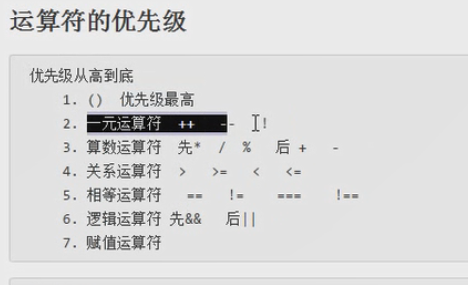 运算符的优先级
优先级从高到底
1. () 优先级最高
2. 一元运算符 ++ -- !
3. 算数运算符 先* / % 后 + -
4. 关系运算符 > >= < <=
5. 相等运算符 == != === !==
6. 逻辑运算符 先&& 后||
7. 赋值运算符